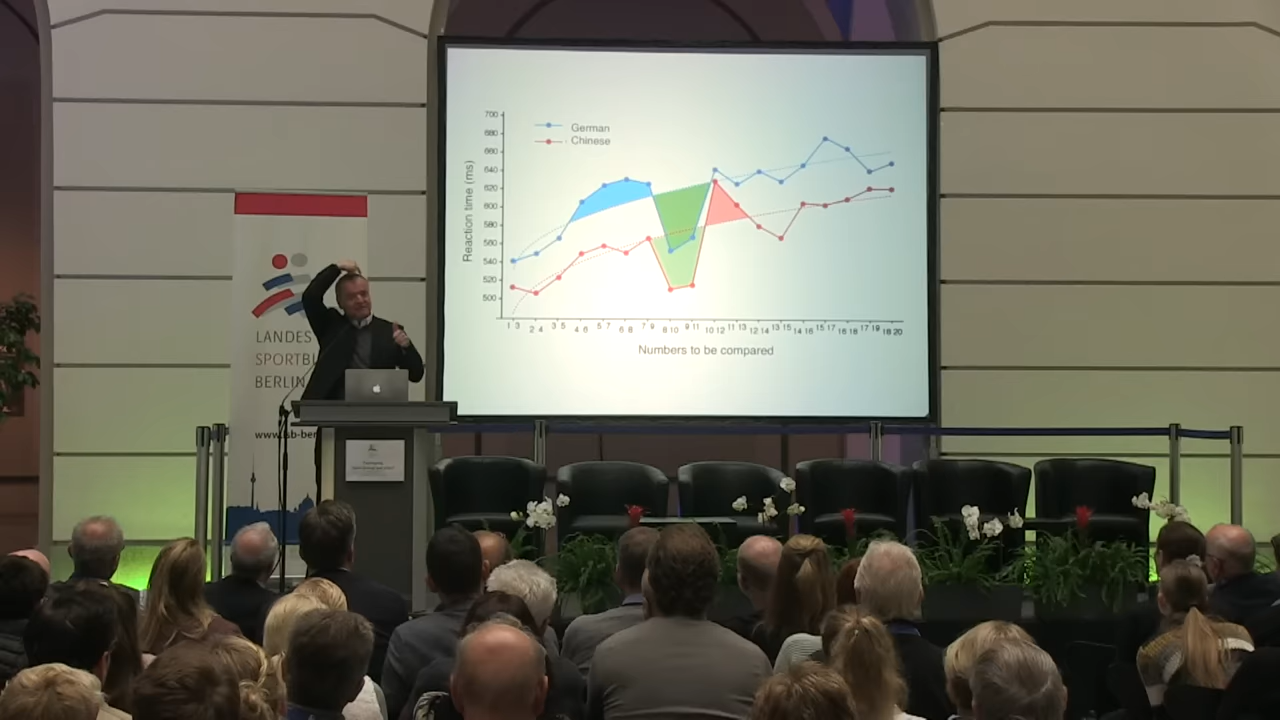 700
680
660
640
620
600
580
560
540
520
500
German
Chinese
Reaction time (ms)
1 3 2 4 3 5 4 6 5 7 6 8 7 9 8 10 9 11 10 12 11 13 12 14 13 15 14 16 15 17 16 18 17 19 18 20
Numbers to be compared
LANDES
SPORTBU
BERLIN
www.lsb-ber